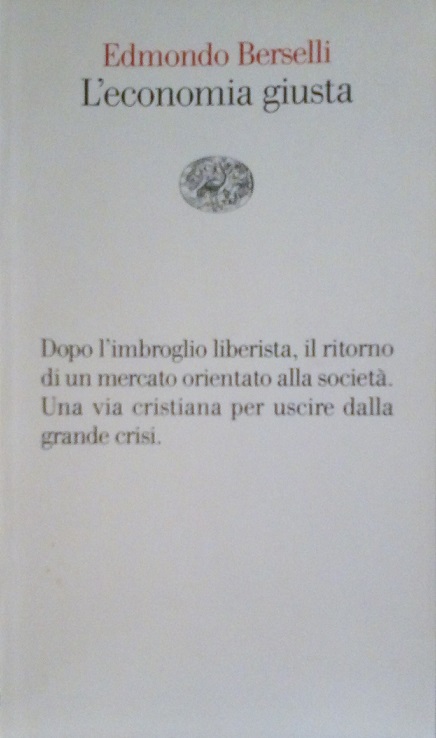 Edmondo Berselli
L'economia giusta
Dopo l'imbroglio liberista, il ritorno
di un mercato orientato alla società.
Una via cristiana per uscire dalla
grande crisi.